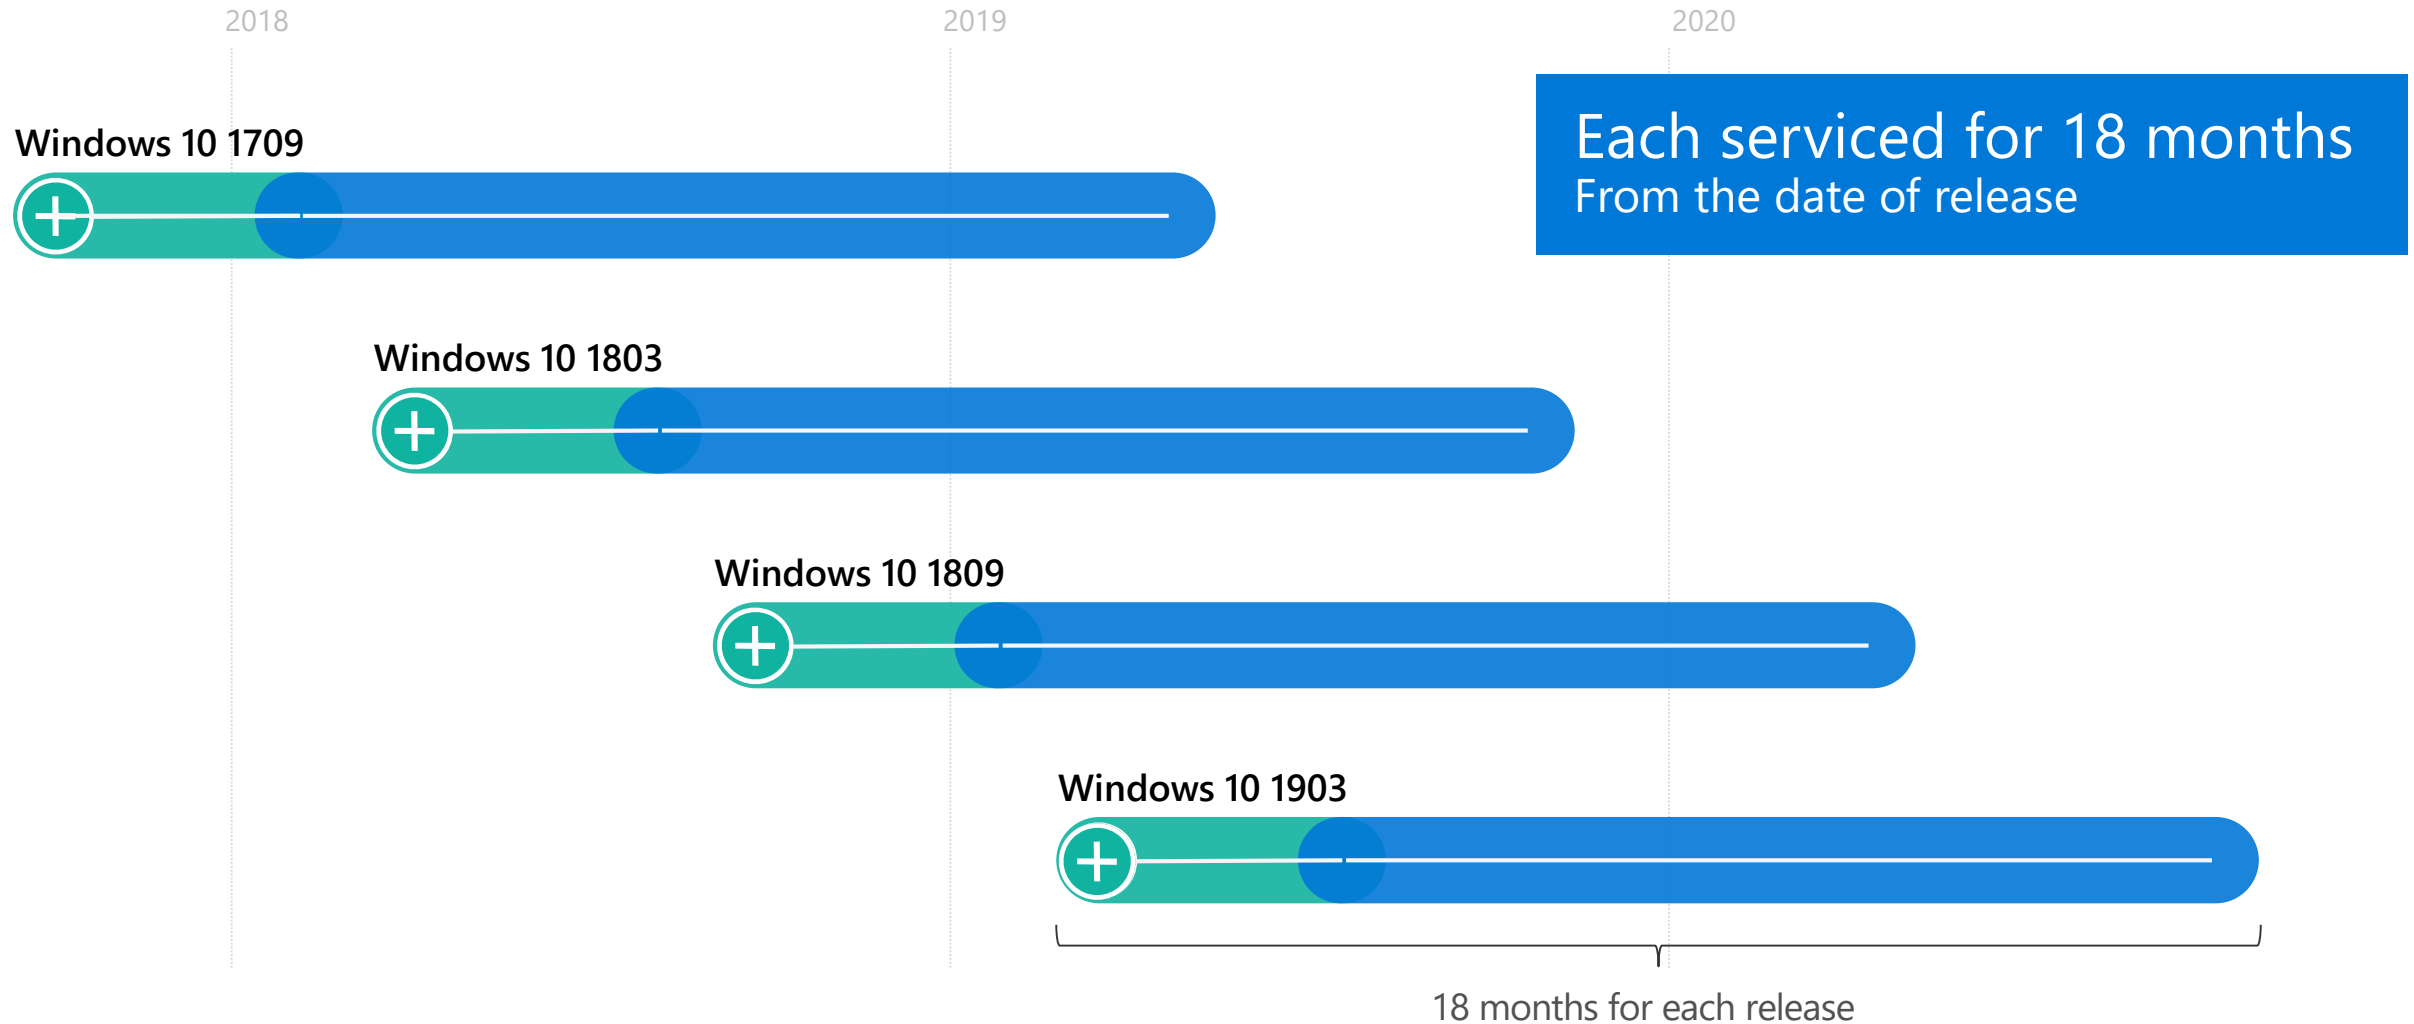 2018
2019
2020
Each serviced for 18 months
From the date of release
Windows 10 1709
Windows 10 1803
Windows 10 1809
Windows 10 1903
18 months for each release